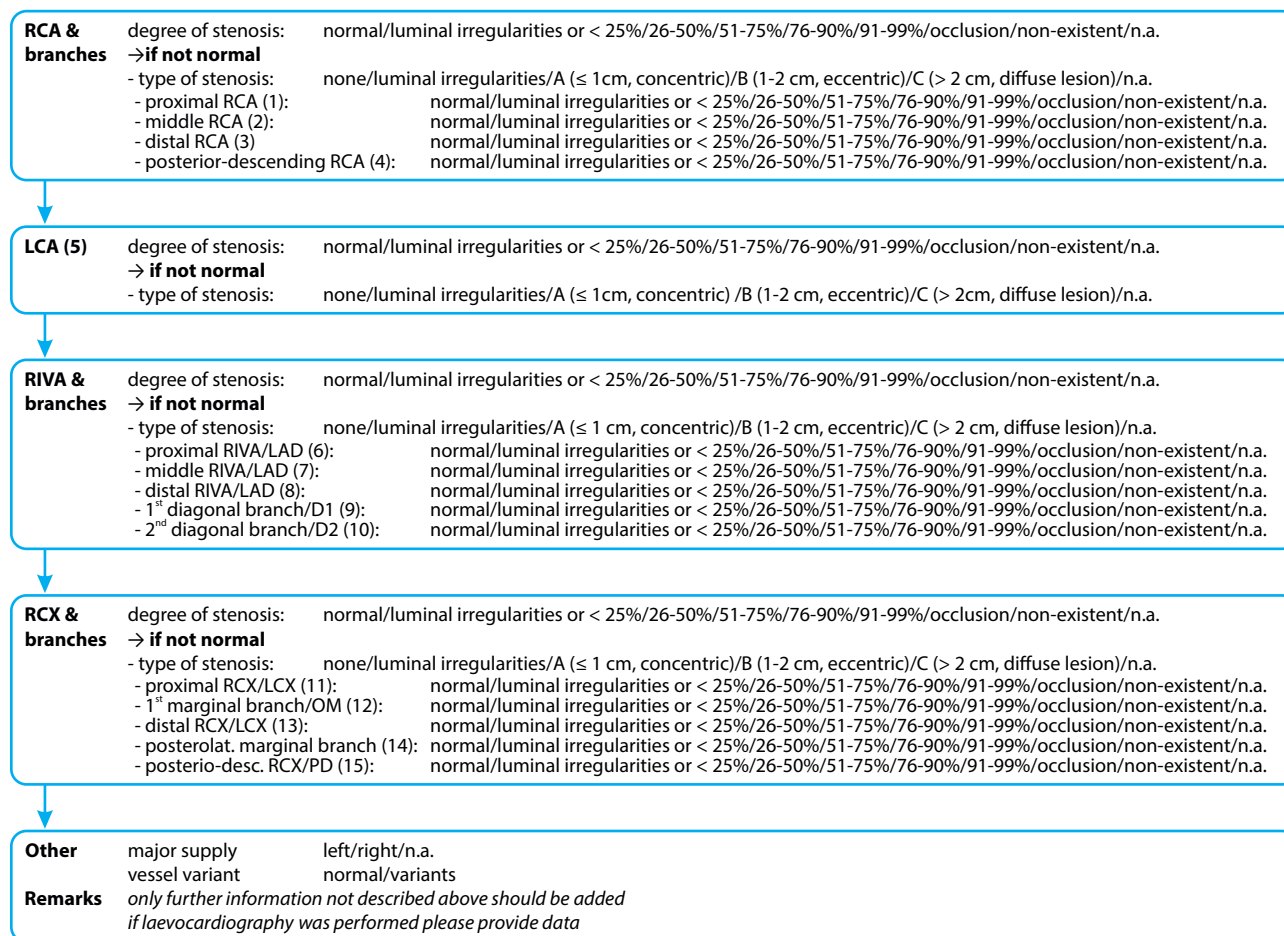 RCA & degree of stenosis: normal/luminal irregularities or < 25%/26-50%/51-75%/76-90%/91-99%/occlusion/non-existent/n.a.
branches →if not normal
- type of stenosis: none/luminal irregularities/A (≤ 1cm, concentric)/B (1-2 cm, eccentric)/C (> 2 cm, diffuse lesion)/n.a.
- proximal RCA (1): normal/luminal irregularities or < 25%/26-50%/51-75%/76-90%/91-99%/occlusion/non-existent/n.a.
- middle RCA (2): normal/luminal irregularities or < 25%/26-50%/51-75%/76-90%/91-99%/occlusion/non-existent/n.a.
- distal RCA (3) normal/luminal irregularities or < 25%/26-50%/51-75%/76-90%/91-99%/occlusion/non-existent/n.a.
- posterior-descending RCA (4): normal/luminal irregularities or < 25%/26-50%/51-75%/76-90%/91-99%/occlusion/non-existent/n.a.
LCA (5) degree of stenosis: normal/luminal irregularities or < 25%/26-50%/51-75%/76-90%/91-99%/occlusion/non-existent/n.a.
→ if not normal
- type of stenosis: none/luminal irregularities/A (≤ 1cm, concentric) /B (1-2 cm, eccentric)/C (> 2cm, diffuse lesion)/n.a.
RIVA & degree of stenosis: normal/luminal irregularities or < 25%/26-50%/51-75%/76-90%/91-99%/occlusion/non-existent/n.a.
branches → if not normal
- type of stenosis: none/luminal irregularities/A (≤ 1 cm, concentric)/B (1-2 cm, eccentric)/C (> 2 cm, diffuse lesion)/n.a.
- proximal RIVA/LAD (6): normal/luminal irregularities or < 25%/26-50%/51-75%/76-90%/91-99%/occlusion/non-existent/n.a.
- middle RIVA/LAD (7): normal/luminal irregularities or < 25%/26-50%/51-75%/76-90%/91-99%/occlusion/non-existent/n.a.
- distal RIVA/LAD (8): normal/luminal irregularities or < 25%/26-50%/51-75%/76-90%/91-99%/occlusion/non-existent/n.a.
- 1st diagonal branch/D1 (9): normal/luminal irregularities or < 25%/26-50%/51-75%/76-90%/91-99%/occlusion/non-existent/n.a.
- 2nd diagonal branch/D2 (10): normal/luminal irregularities or < 25%/26-50%/51-75%/76-90%/91-99%/occlusion/non-existent/n.a.
RCX & degree of stenosis: normal/luminal irregularities or < 25%/26-50%/51-75%/76-90%/91-99%/occlusion/non-existent/n.a.
branches → if not normal
- type of stenosis: none/luminal irregularities/A (≤ 1 cm, concentric)/B (1-2 cm, eccentric)/C (> 2 cm, diffuse lesion)/n.a.
- proximal RCX/LCX (11): normal/luminal irregularities or < 25%/26-50%/51-75%/76-90%/91-99%/occlusion/non-existent/n.a.
- 1st marginal branch/OM (12): normal/luminal irregularities or < 25%/26-50%/51-75%/76-90%/91-99%/occlusion/non-existent/n.a.
- distal RCX/LCX (13): normal/luminal irregularities or < 25%/26-50%/51-75%/76-90%/91-99%/occlusion/non-existent/n.a.
- posterolat. marginal branch (14): normal/luminal irregularities or < 25%/26-50%/51-75%/76-90%/91-99%/occlusion/non-existent/n.a.
- posterio-desc. RCX/PD (15): normal/luminal irregularities or < 25%/26-50%/51-75%/76-90%/91-99%/occlusion/non-existent/n.a.
Other major supply left/right/n.a.
vessel variant normal/variants
Remarks only further information not described above should be added
if laevocardiography was performed please provide data